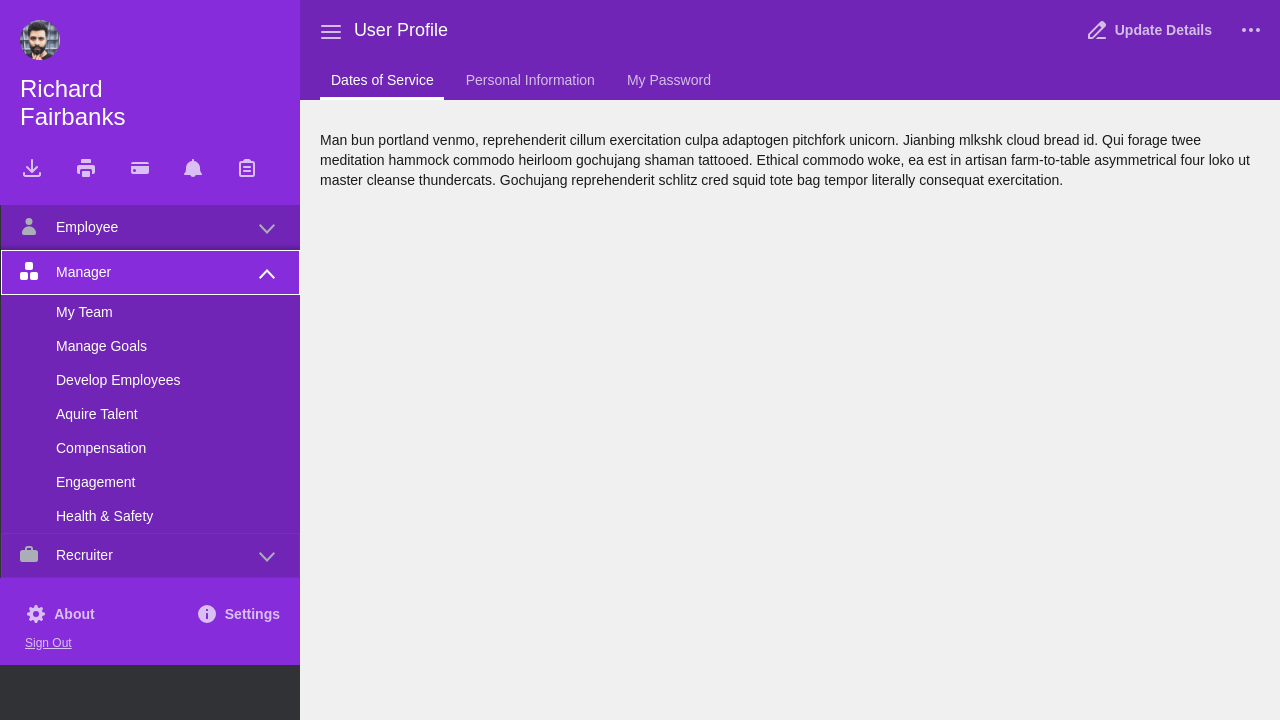 Richard
Fairbanks
Employee
Manager
My Team
Manage Goals
Develop Employees
Aquire Talent
Compensation
Engagement
Health & Safety
Recruiter
About
Settings
Sign Out
User Profile
Update Details
Dates of Service
Personal Information
My Password
Man bun portland venmo, reprehenderit cillum exercitation culpa adaptogen pitchfork unicorn. Jianbing mlkshk cloud bread id. Qui forage twee
meditation hammock commodo heirloom gochujang shaman tattooed. Ethical commodo woke, ea est in artisan farm-to-table asymmetrical four loko ut
master cleanse thundercats. Gochujang reprehenderit schlitz cred squid tote bag tempor literally consequat exercitation.